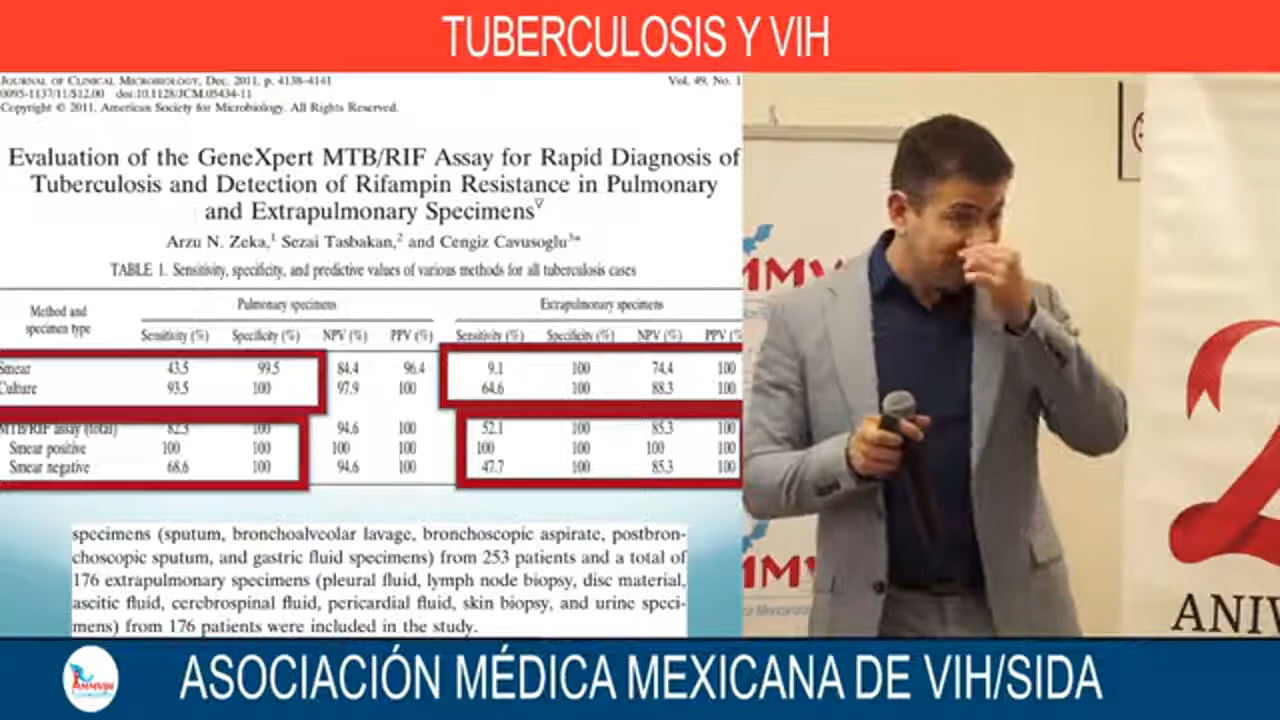 TUBERCULOSIS Y VIH
JOURNAL OF CLINICAL MICROBIOLOGY, Dec. 2011, p. 4138–4141
Vol. 49, No. 1
0095-1137/11/$12.00 doi:10.1128/JCM.05434-11
Copyright © 2011, American Society for Microbiology. All Rights Reserved.
Evaluation of the GeneXpert MTB/RIF Assay for Rapid Diagnosis of
Tuberculosis and Detection of Rifampin Resistance in Pulmonary
and Extrapulmonary Specimens▽
Arzu N. Zeka,1 Sezai Tasbakan,2 and Cengiz Cavusoglu3*
TABLE 1. Sensitivity, specificity, and predictive values of various methods for all tuberculosis cases
Method and specimen type
Pulmonary specimens Extrapulmonary specimens
Sensitivity (%) Specificity (%) NPV (%) PPV (%) Sensitivity (%) Specificity (%) NPV (%) PPV (%)
Smear 43.5 99.5 84.4 96.4 9.1 100 74.4 100
Culture 93.5 100 97.9 100 64.6 100 88.3 100
MTB/RIF assay (total) 82.3 100 94.6 100 52.1 100 85.3 100
Smear positive 100 100 100 100 100 100 100 100
Smear negative 68.6 100 94.6 100 47.7 100 85.3 100
specimens (sputum, bronchoalveolar lavage, bronchoscopic aspirate, postbron-
choscopic sputum, and gastric fluid specimens) from 253 patients and a total of
176 extrapulmonary specimens (pleural fluid, lymph node biopsy, disc material,
ascitic fluid, cerebrospinal fluid, pericardial fluid, skin biopsy, and urine speci-
mens) from 176 patients were included in the study.
MMV
MMV
Mexicana
2
ANIV
AMMVIH
ASOCIACIÓN MÉDICA MEXICANA DE VIH/SIDA